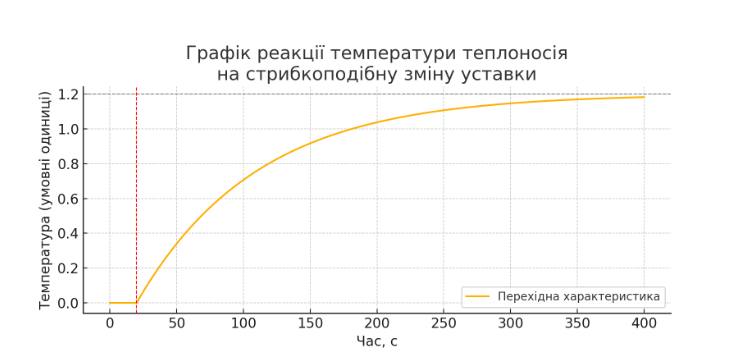 Графік реакції температури теплоносія
на стрибкоподібну зміну уставки
Температура (умовні одиниці)
1.2
1.0
0.8
0.6
0.4
0.2
0.0
Перехідна характеристика
0 50 100 150 200 250 300 350 400
Час, с